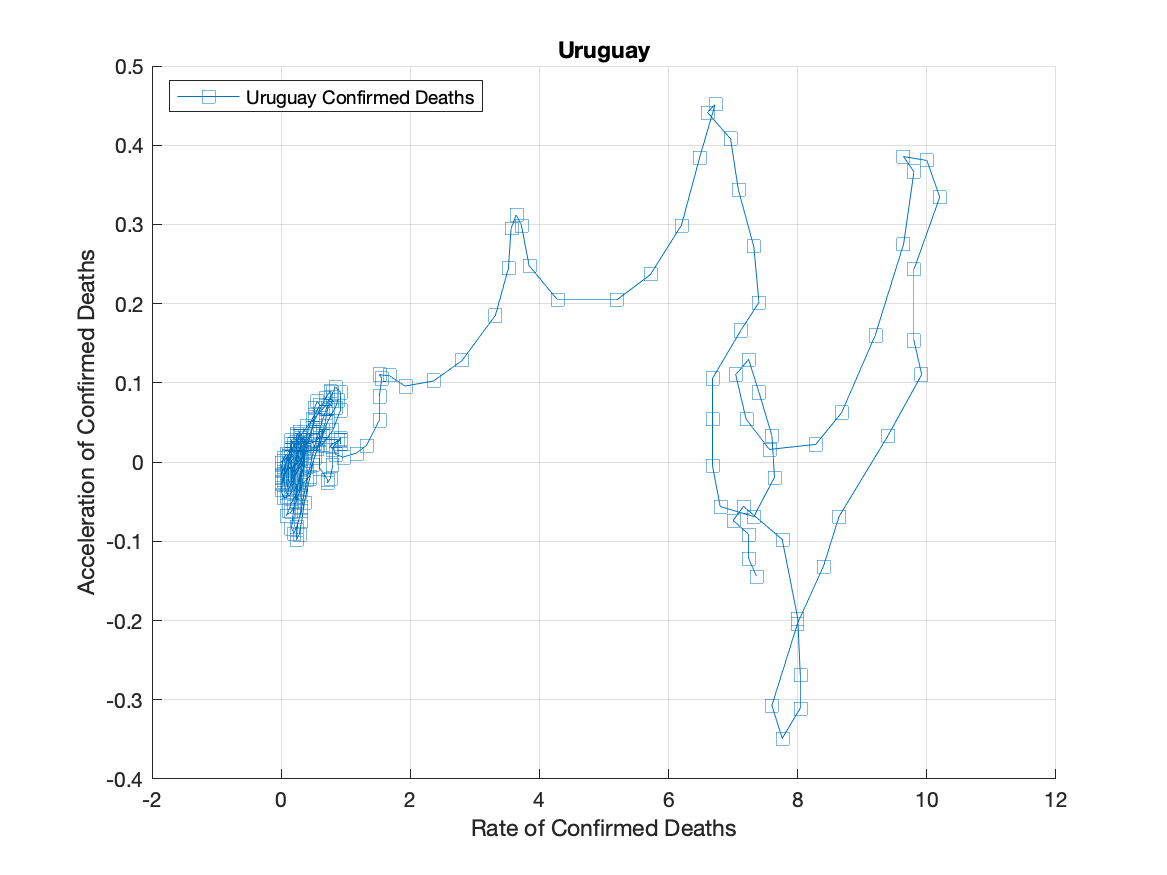 Uruguay
Uruguay Confirmed Deaths
0.5
0.4
0.3
0.2
0.1
0
-0.1
-0.2
-0.3
-0.4
Acceleration of Confirmed Deaths
-2 0 2 4 6 8 10 12
Rate of Confirmed Deaths